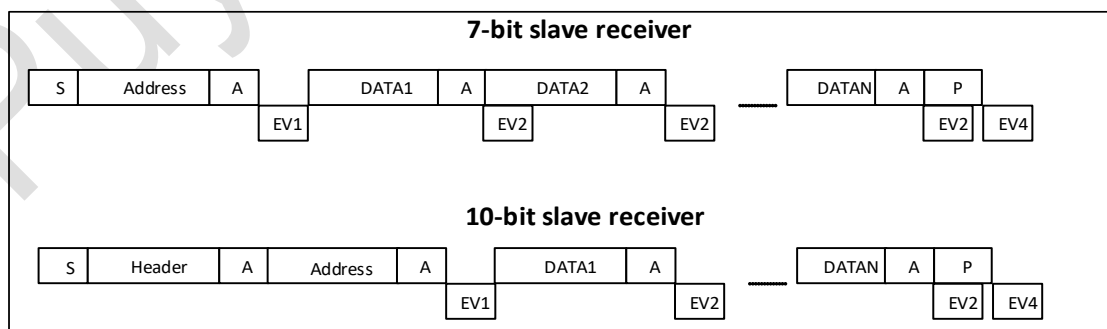 7-bit slave receiver
S Address A DATA1 A DATA2 A DATAN A P
EV1 EV2 EV2 EV2 EV4
10-bit slave receiver
S Header A Address A DATA1 A DATAN A P
EV1 EV2 EV2 EV4